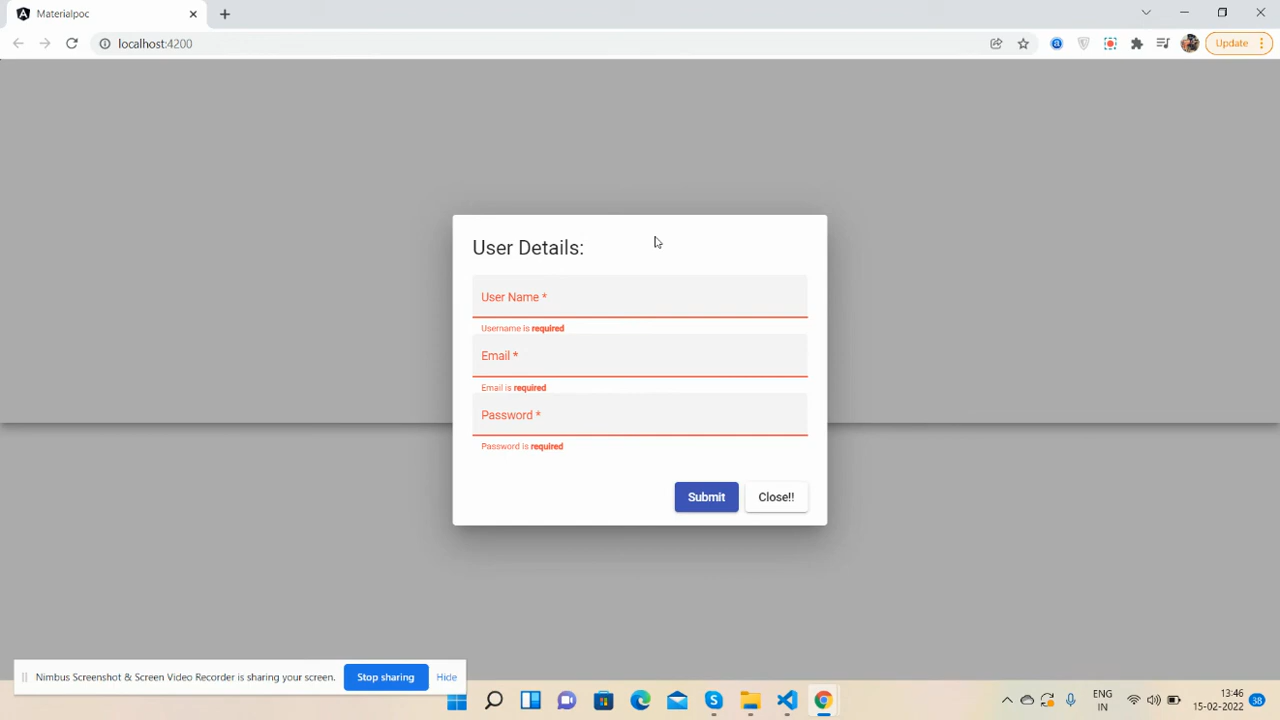 Materialpoc
localhost:4200
Update
User Details:
User Name *
Username is required
Email *
Email is required
Password *
Password is required
Submit
Close!!
Nimbus Screenshot & Screen Video Recorder is sharing your screen.
Stop sharing
Hide
ENG
IN
13:46
15-02-2022
38